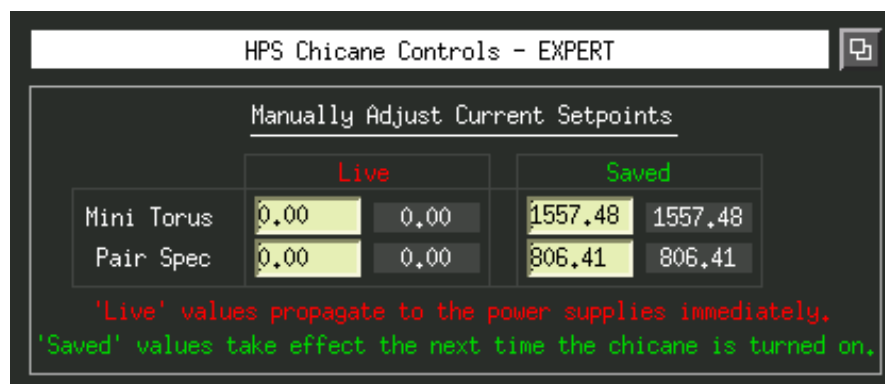 HPS Chicane Controls - EXPERT
Manually Adjust Current Setpoints
Live Saved
Mini Torus 0.00 0.00 1557.48 1557.48
Pair Spec 0.00 0.00 806.41 806.41
'Live' values propagate to the power supplies immediately.
'Saved' values take effect the next time the chicane is turned on.